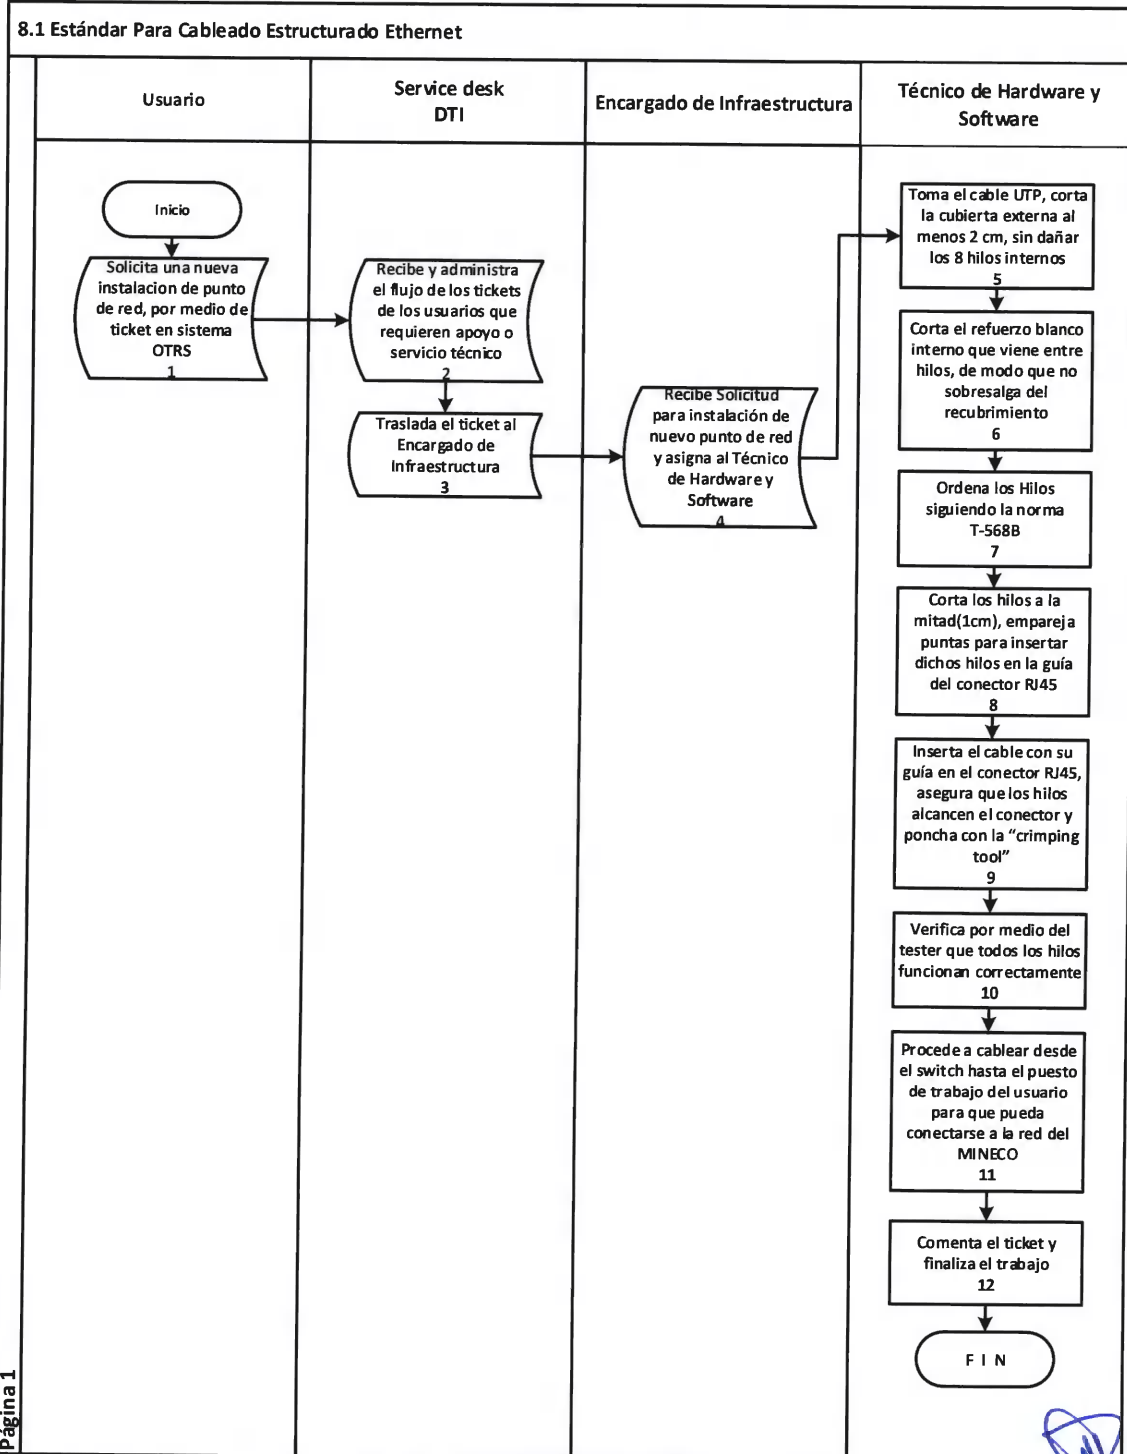 8.1 Estándar Para Cableado Estructurado Ethernet
Usuario
Service desk
DTI
Encargado de Infraestructura
Técnico de Hardware y
Software
Inicio
Solicita una nueva
instalacion de punto
de red, por medio de
ticket en sistema
OTRS
1
Recibe y administra
el flujo de los tickets
de los usuarios que
requieren apoyo o
servicio técnico
2
Traslada el ticket al
Encargado de
Infraestructura
3
Recibe Solicitud
para instalación de
nuevo punto de red
y asigna al Técnico
de Hardware y
Software
4
Toma el cable UTP, corta
la cubierta externa al
menos 2 cm, sin dañar
los 8 hilos internos
5
Corta el refuerzo blanco
interno que viene entre
hilos, de modo que no
sobresalga del
recubrimiento
6
Ordena los Hilos
siguiendo la norma
T-568B
7
Corta los hilos a la
mitad(1cm), empareja
puntas para insertar
dichos hilos en la guía
del conector RJ45
8
Inserta el cable con su
guía en el conector RJ45,
asegura que los hilos
alcancen el conector y
poncha con la “crimping
tool”
9
Verifica por medio del
tester que todos los hilos
funcionan correctamente
10
Procede a cablear desde
el switch hasta el puesto
de trabajo del usuario
para que pueda
conectarse a la red del
MINECO
11
Comenta el ticket y
finaliza el trabajo
12
F I N
Página 1